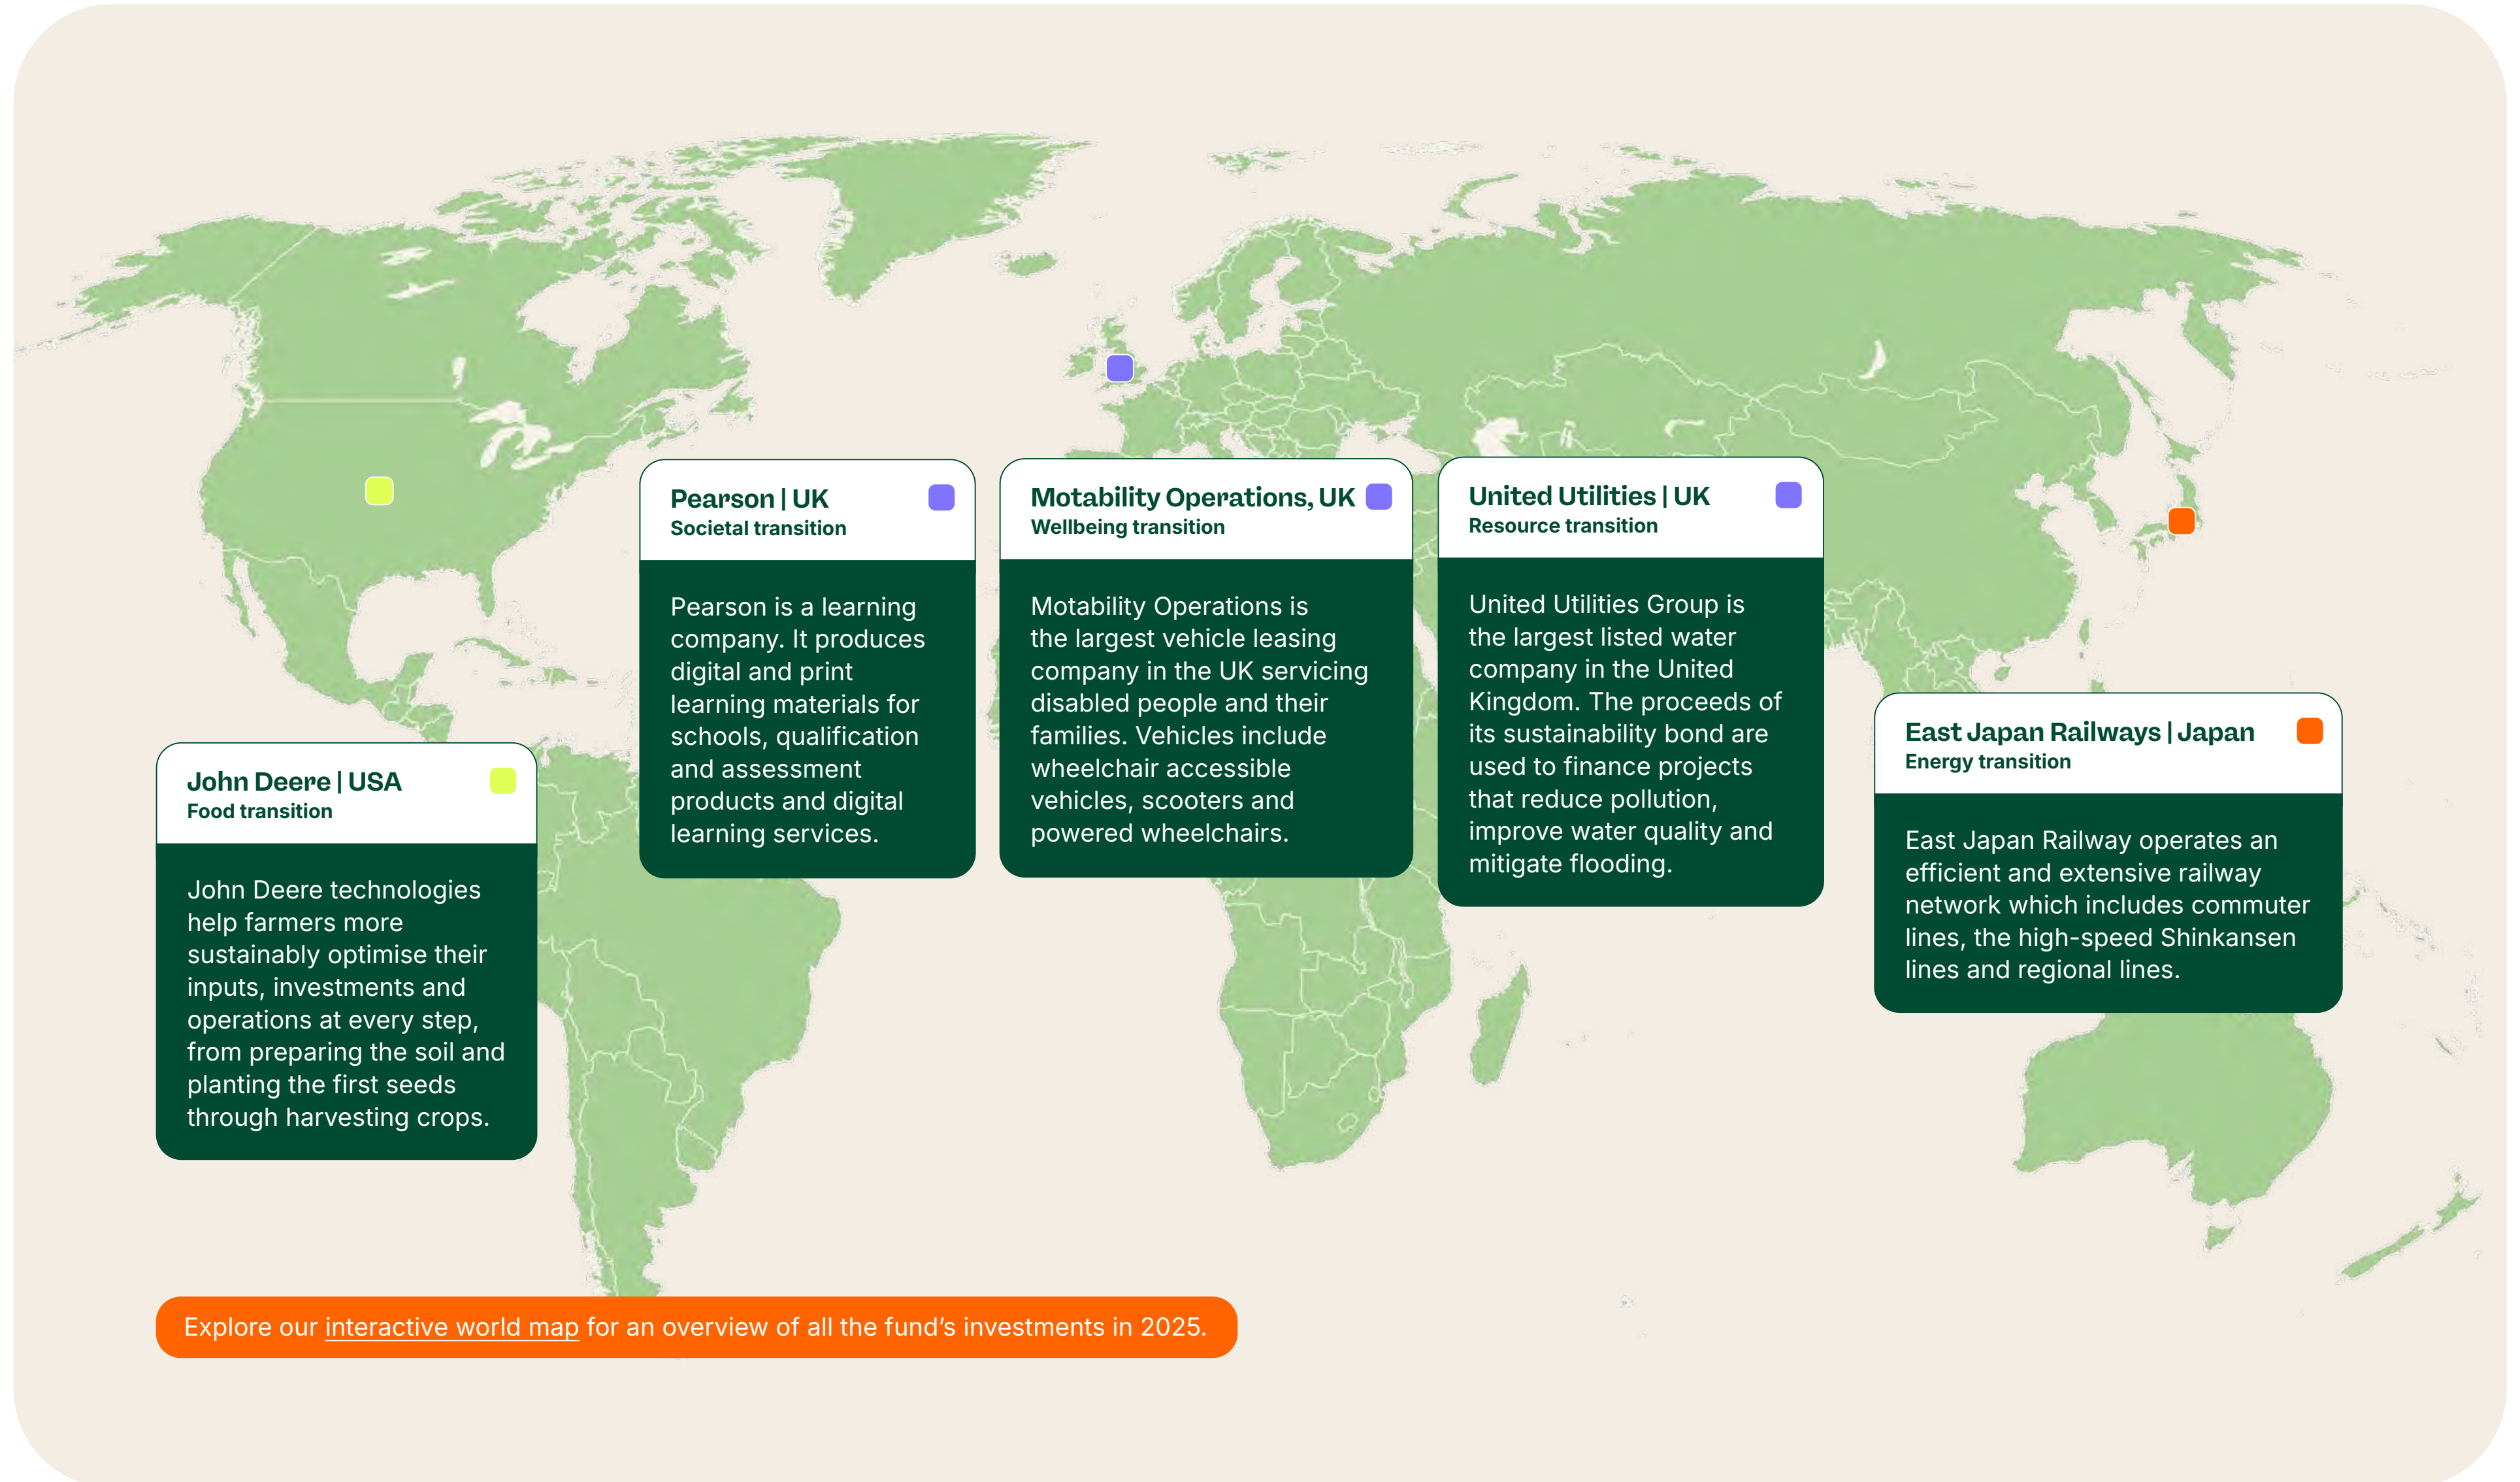 Pearson | UK
Societal transition
Pearson is a learning
company. It produces
digital and print
learning materials for
schools, qualification
and assessment
products and digital
learning services.
Motability Operations, UK
Wellbeing transition
Motability Operations is
the largest vehicle leasing
company in the UK servicing
disabled people and their
families. Vehicles include
wheelchair accessible
vehicles, scooters and
powered wheelchairs.
United Utilities | UK
Resource transition
United Utilities Group is
the largest listed water
company in the United
Kingdom. The proceeds of
its sustainability bond are
used to finance projects
that reduce pollution,
improve water quality and
mitigate flooding.
East Japan Railways | Japan
Energy transition
East Japan Railway operates an
efficient and extensive railway
network which includes commuter
lines, the high-speed Shinkansen
lines and regional lines.
John Deere | USA
Food transition
John Deere technologies
help farmers more
sustainably optimise their
inputs, investments and
operations at every step,
from preparing the soil and
planting the first seeds
through harvesting crops.
Explore our interactive world map for an overview of all the fund’s investments in 2025.